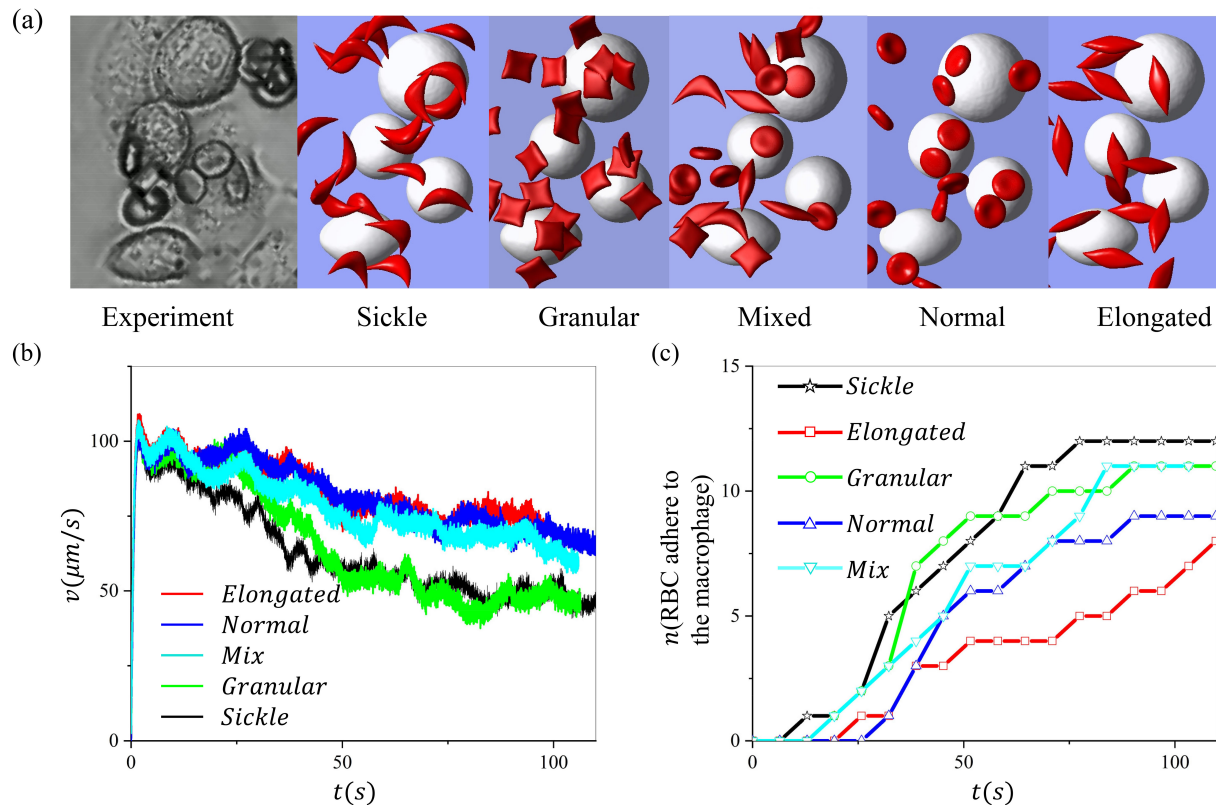 (a)
Experiment Sickle Granular Mixed Normal Elongated
(b)
100
50
0
0 50 100
v(μm/s)
t(s)
Elongated
Normal
Mix
Granular
Sickle
(c)
15
10
5
0
0 50 100
n(RBC adhere to
the macrophage)
t(s)
Sickle
Elongated
Granular
Normal
Mix